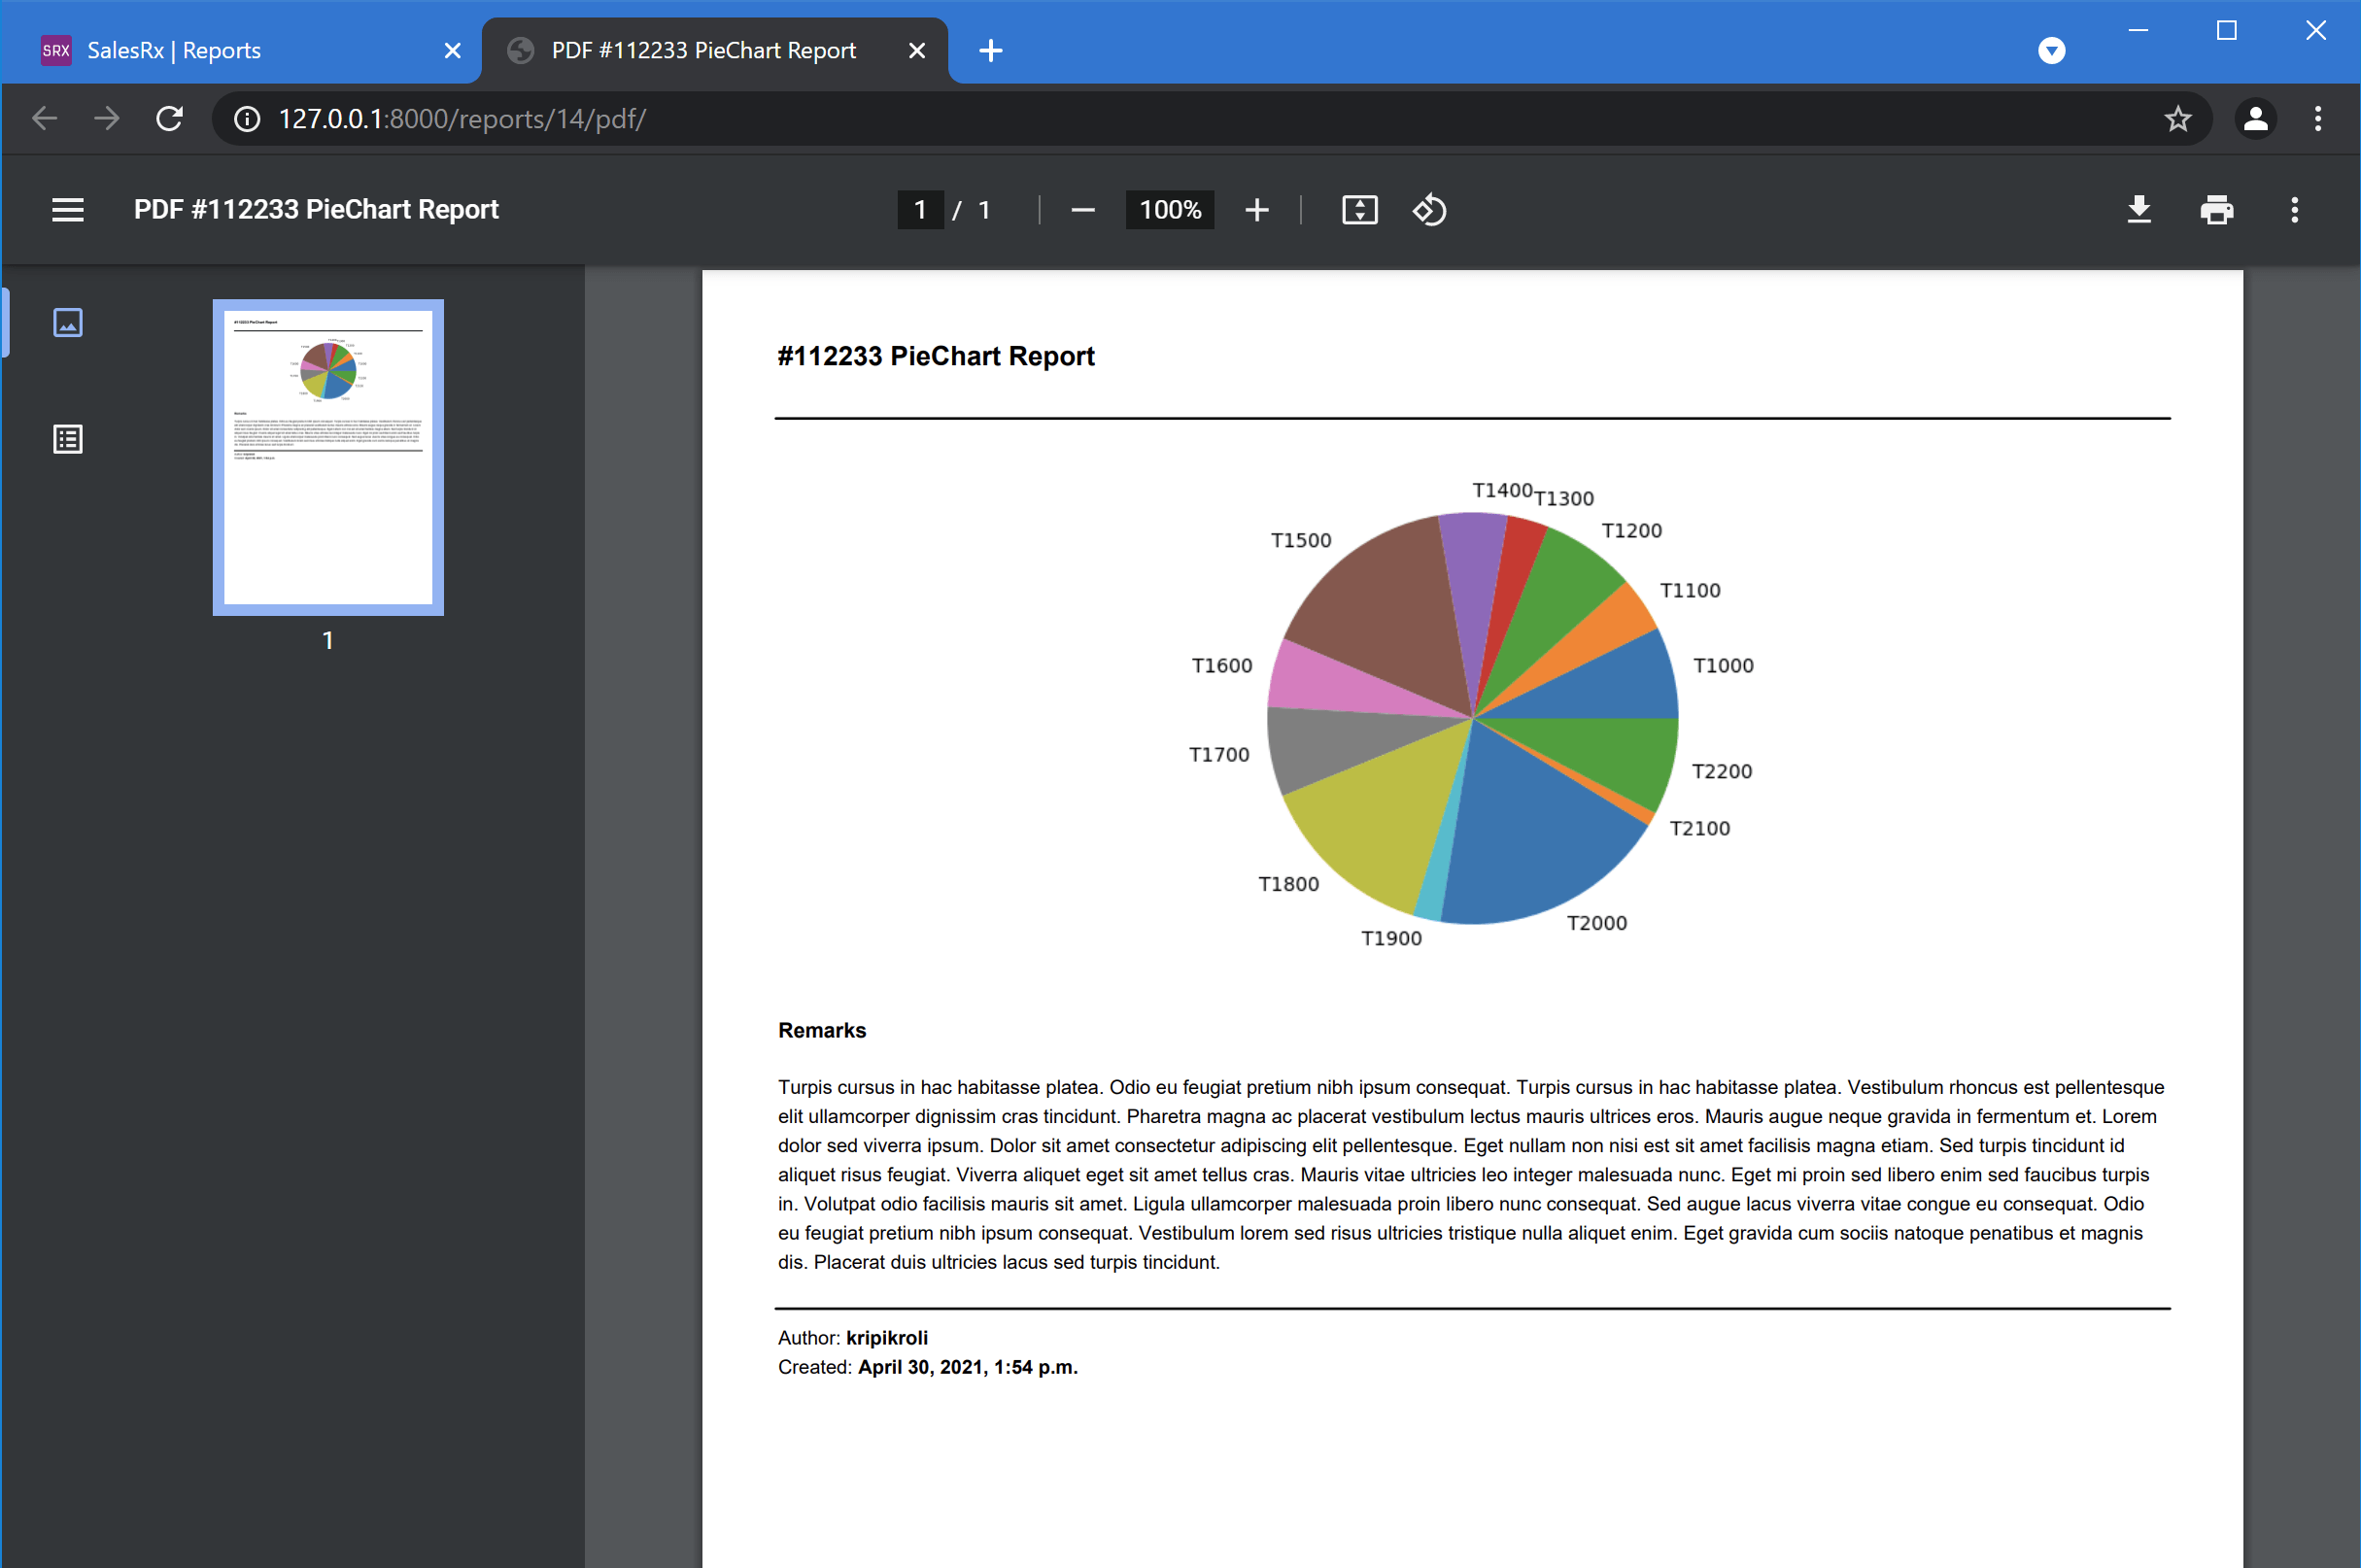 SRX SalesRx | Reports
PDF #112233 PieChart Report
127.0.0.1:8000/reports/14/pdf/
PDF #112233 PieChart Report
1 / 1
100%
1
#112233 PieChart Report
T1400
T1300
T1200
T1500
T1100
T1600
T1000
T1700
T2200
T2100
T1800
T2000
T1900
Remarks
Turpis cursus in hac habitasse platea. Odio eu feugiat pretium nibh ipsum consequat. Turpis cursus in hac habitasse platea. Vestibulum rhoncus est pellentesque
elit ullamcorper dignissim cras tincidunt. Pharetra magna ac placerat vestibulum lectus mauris ultrices eros. Mauris augue neque gravida in fermentum et. Lorem
dolor sed viverra ipsum. Dolor sit amet consectetur adipiscing elit pellentesque. Eget nullam non nisi est sit amet facilisis magna etiam. Sed turpis tincidunt id
aliquet risus feugiat. Viverra aliquet eget sit amet tellus cras. Mauris vitae ultricies leo integer malesuada nunc. Eget mi proin sed libero enim sed faucibus turpis
in. Volutpat odio facilisis mauris sit amet. Ligula ullamcorper malesuada proin libero nunc consequat. Sed augue lacus viverra vitae congue eu consequat. Odio
eu feugiat pretium nibh ipsum consequat. Vestibulum lorem sed risus ultricies tristique nulla aliquet enim. Eget gravida cum sociis natoque penatibus et magnis
dis. Placerat duis ultricies lacus sed turpis tincidunt.
Author: kripikroli
Created: April 30, 2021, 1:54 p.m.